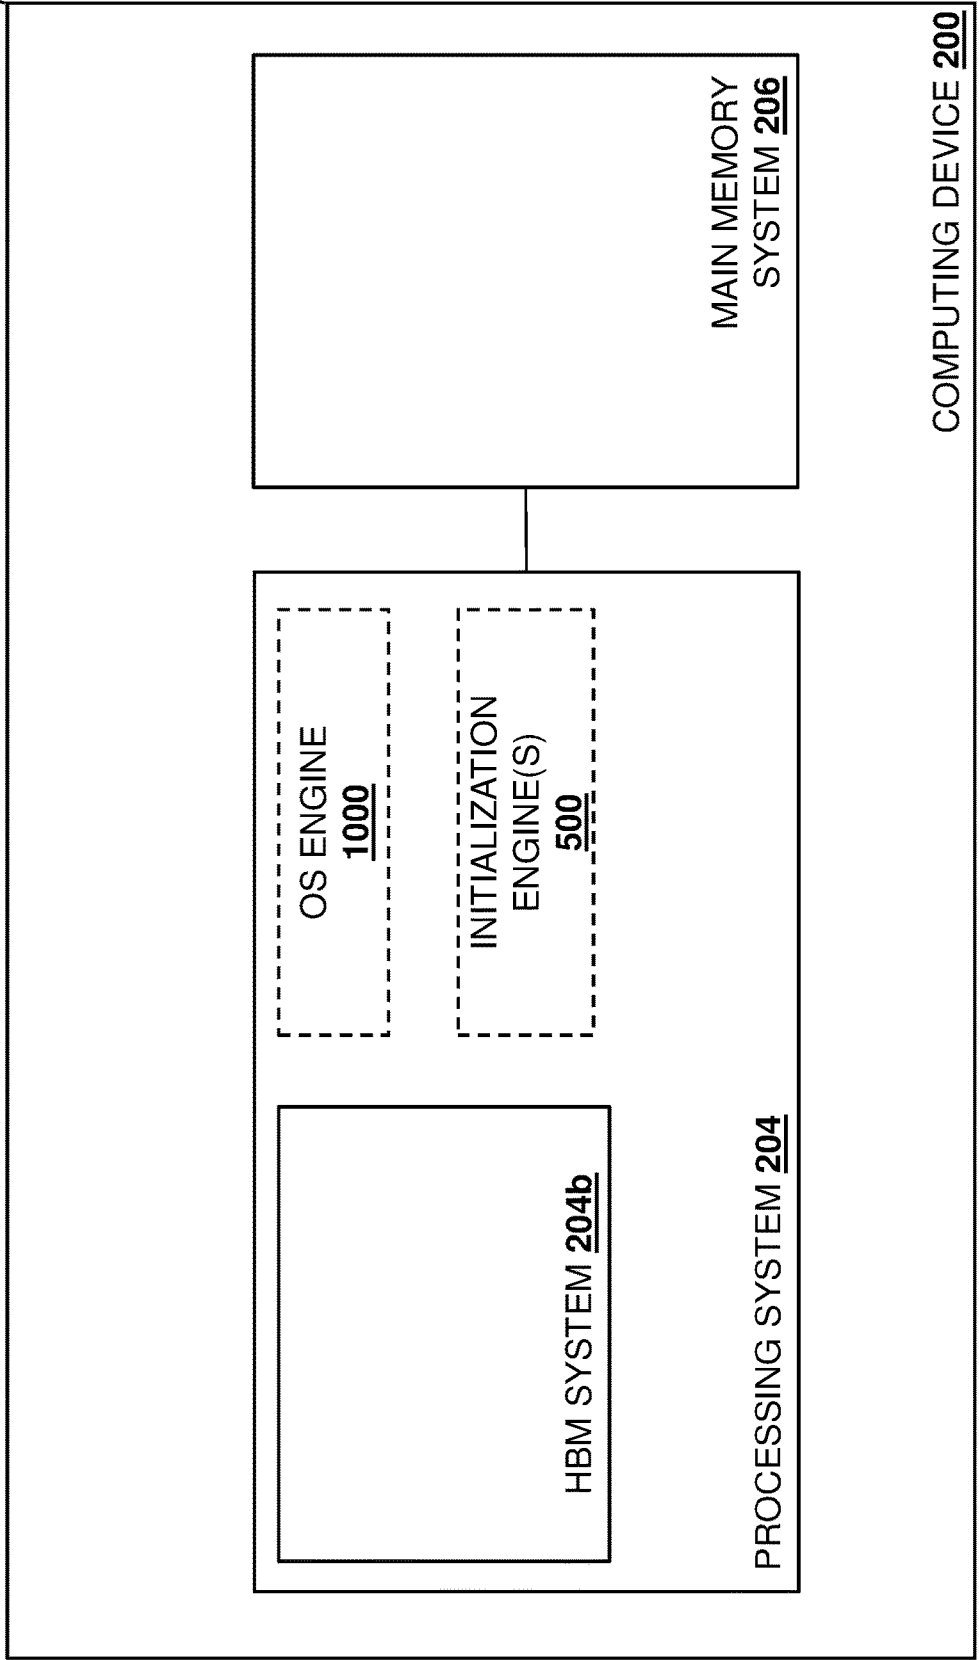 OS ENGINE
1000
INITIALIZATION
ENGINE(S)
500
HBM SYSTEM 204b
PROCESSING SYSTEM 204
MAIN MEMORY
SYSTEM 206
COMPUTING DEVICE 200